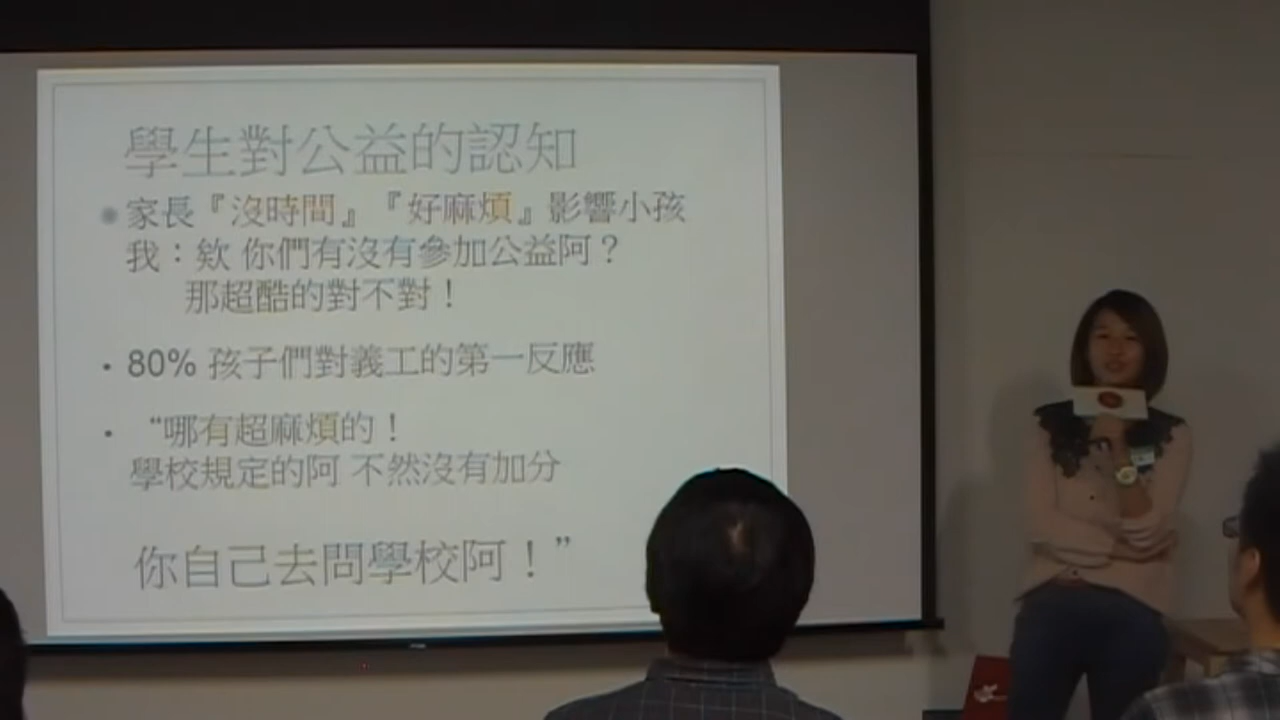 學生對公益的認知
家長『沒時間』『好麻煩』影響小孩
我：欸 你們有沒有參加公益阿？
那超酷的對不對！
80% 孩子們對義工的第一反應
“哪有超麻煩的！
學校規定的阿 不然沒有加分
你自己去問學校阿！”